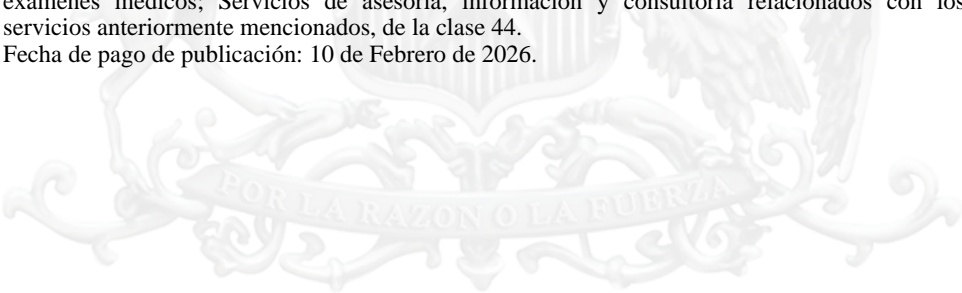 exámenes médicos; Servicios de asesoría, información y consultoría relacionados con los
servicios anteriormente mencionados, de la clase 44.
Fecha de pago de publicación: 10 de Febrero de 2026.
POR LA RAZON O LA FUERZA